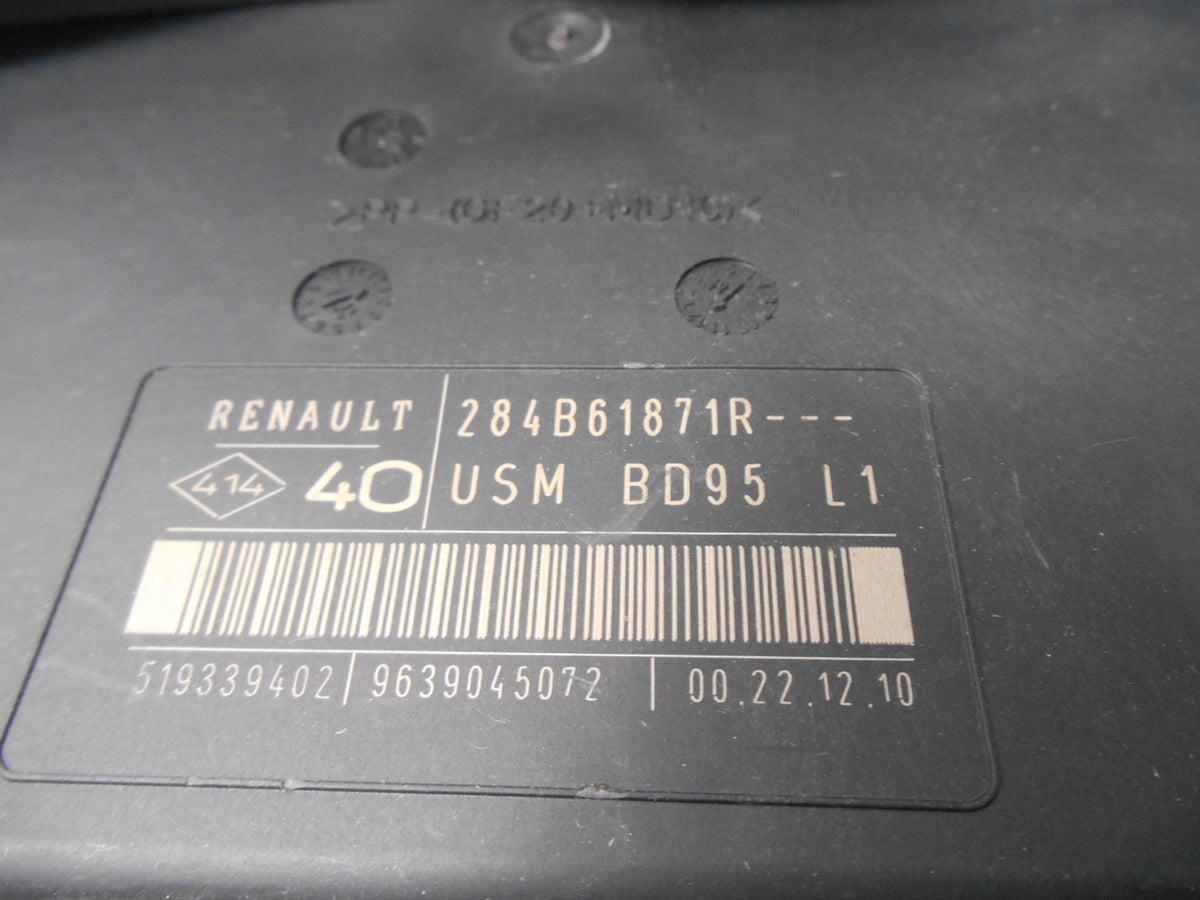 RENAULT 284B61871R---
414 40 USM BD95 L1
519339402 9639045072 00.22.12.10